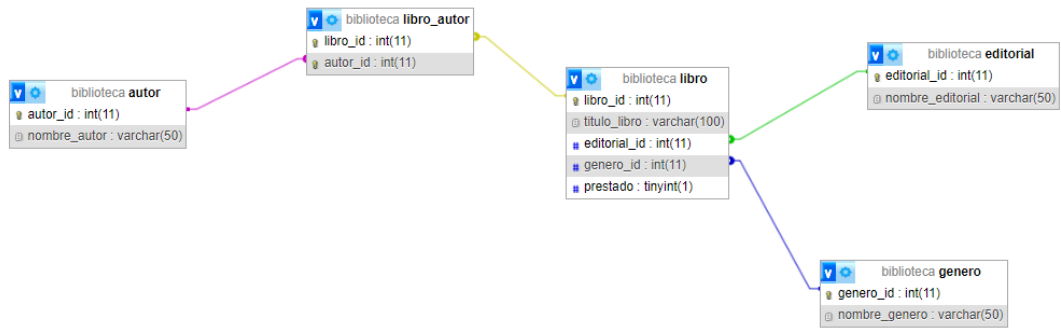 biblioteca autor
autor_id : int(11)
nombre_autor : varchar(50)
biblioteca libro_autor
libro_id : int(11)
autor_id : int(11)
biblioteca libro
libro_id : int(11)
titulo_libro : varchar(100)
editorial_id : int(11)
genero_id : int(11)
prestado : tinyint(1)
biblioteca editorial
editorial_id : int(11)
nombre_editorial : varchar(50)
biblioteca genero
genero_id : int(11)
nombre_genero : varchar(50)